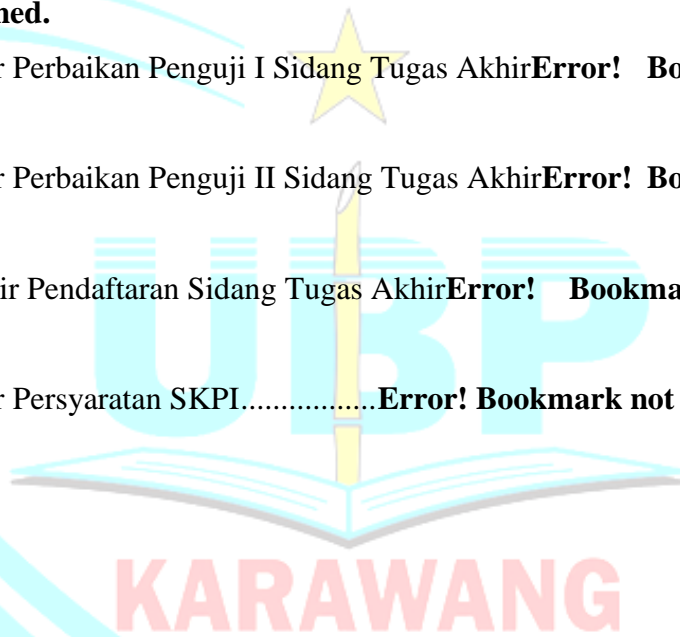 ned.
r Perbaikan Penguji I Sidang Tugas AkhirError! Bo
r Perbaikan Penguji II Sidang Tugas AkhirError! Bo
ir Pendaftaran Sidang Tugas AkhirError! Bookma
r Persyaratan SKPI.................Error! Bookmark not
UBP
KARAWANG